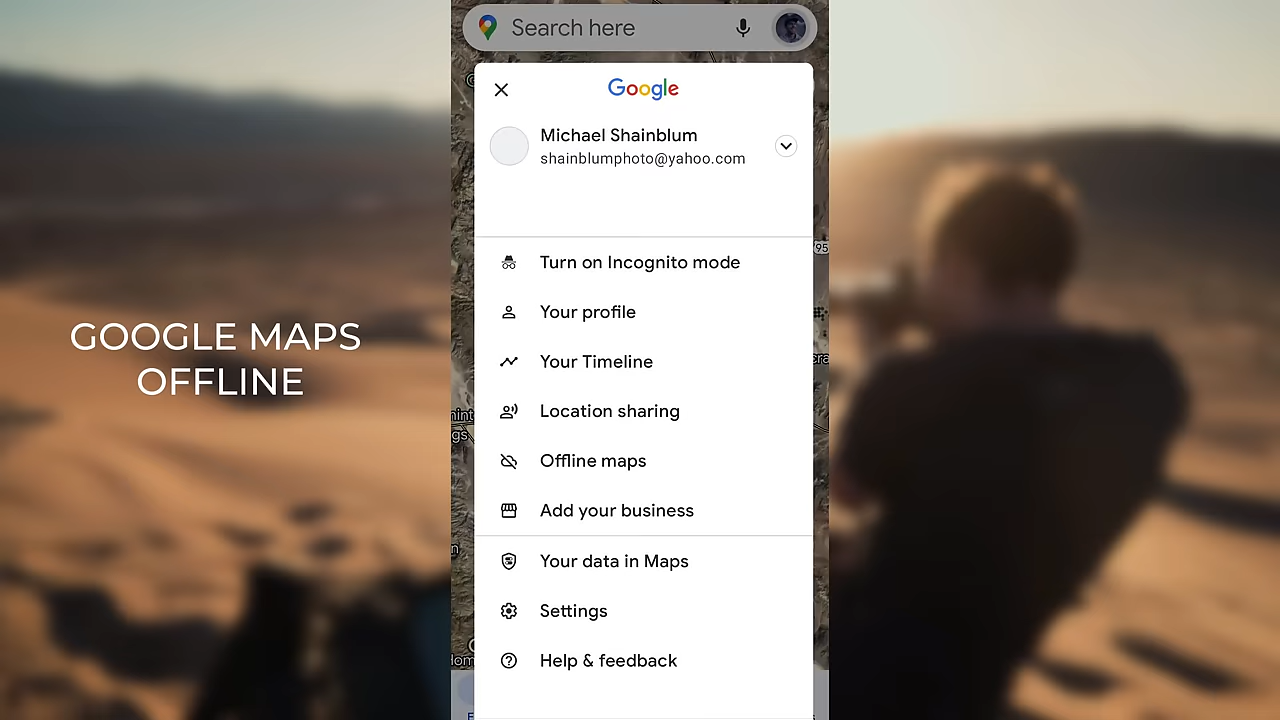 Search here
Google
Michael Shainblum
shainblumphoto@yahoo.com
95
Turn on Incognito mode
Your profile
GOOGLE MAPS
OFFLINE
Your Timeline
Location sharing
Offline maps
Add your business
Your data in Maps
Settings
Help & feedback